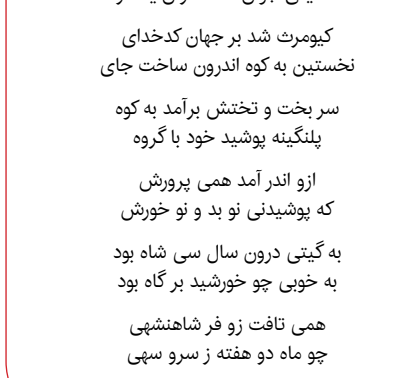 کیومرث شد بر جهان کدخدای
نخستین به کوه اندرون ساخت جای
سر بخت و تختش برآمد به کوه
پلنگینه پوشید خود با گروه
ازو اندر آمد همی پرورش
که پوشیدنی نو بد و نو خورش
به گیتی درون سال سی شاه بود
به خوبی چو خورشید بر گاه بود
همی تافت زو فر شاهنشهی
چو ماه دو هفته ز سرو سهی